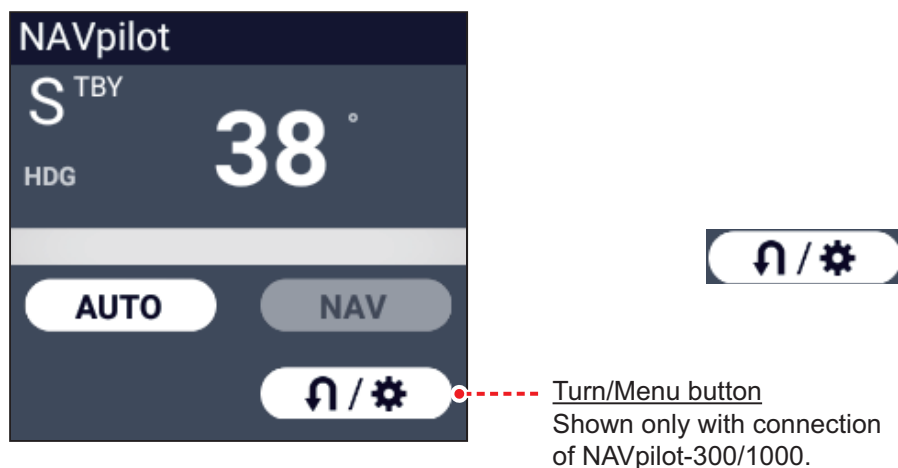 NAVpilot
S TBY
HDG 38°
AUTO NAV
/
/
Turn/Menu button
Shown only with connection
of NAVpilot-300/1000.